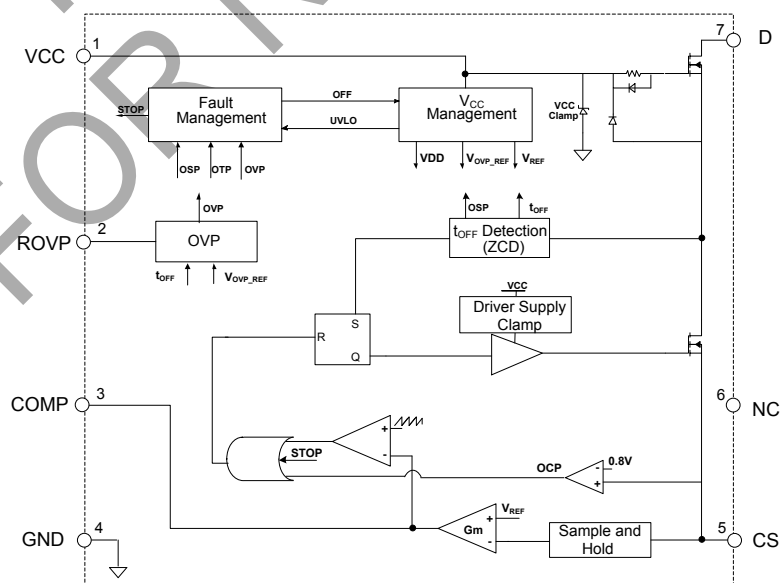 1
VCC
7
D
STOP
Fault
Management
OFF
UVLO
VCC
Management
VCC
Clamp
OSP
OTP
OVP
VDD
VOVP_REF
VREF
OVP
2
ROVP
OVP
tOFF
VOVP_REF
OSP
tOFF
tOFF Detection
(ZCD)
VCC
Driver Supply
Clamp
S
R
Q
3
COMP
6
NC
STOP
+
-
OCP
0.8V
-
+
4
GND
Gm
+
-
VREF
Sample and
Hold
5
CS
FOR